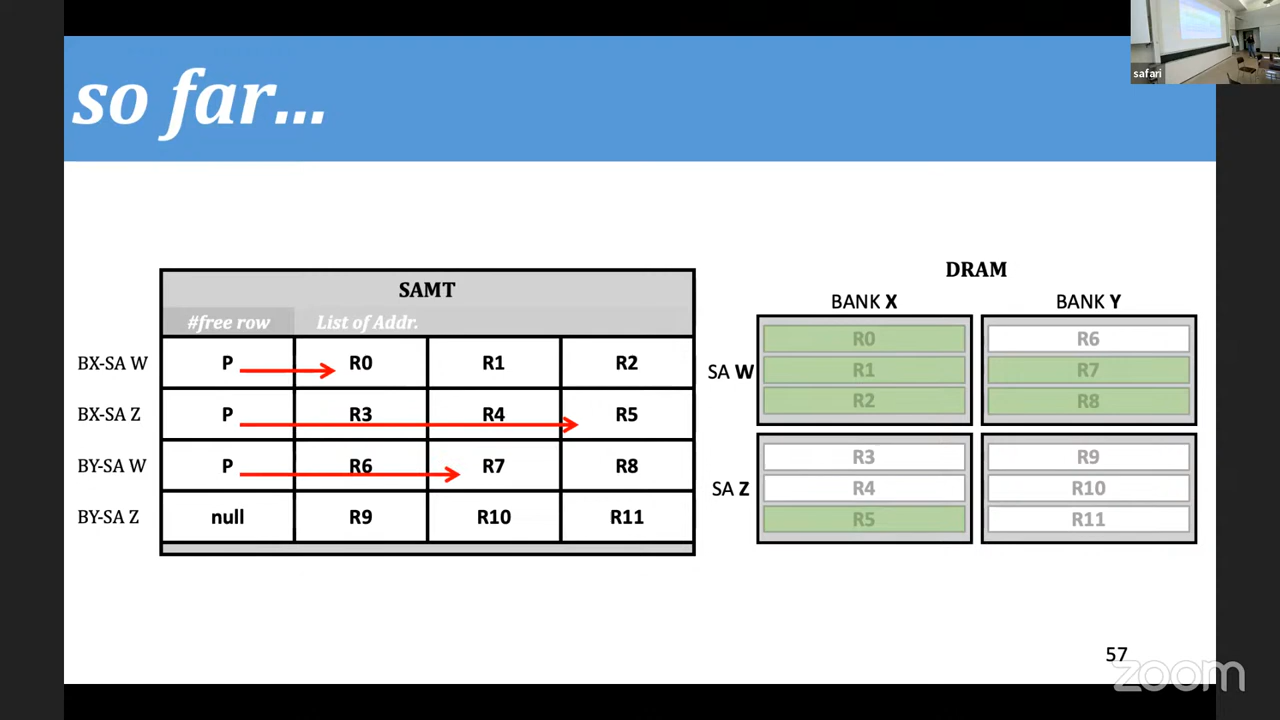 safari
so far...
SAMT
#free row List of Addr.
BX-SA W P R0 R1 R2
BX-SA Z P R3 R4 R5
BY-SA W P R6 R7 R8
BY-SA Z null R9 R10 R11
DRAM
BANK X BANK Y
SA W
R0 R6
R1 R7
R2 R8
SA Z
R3 R9
R4 R10
R5 R11
57
zoom